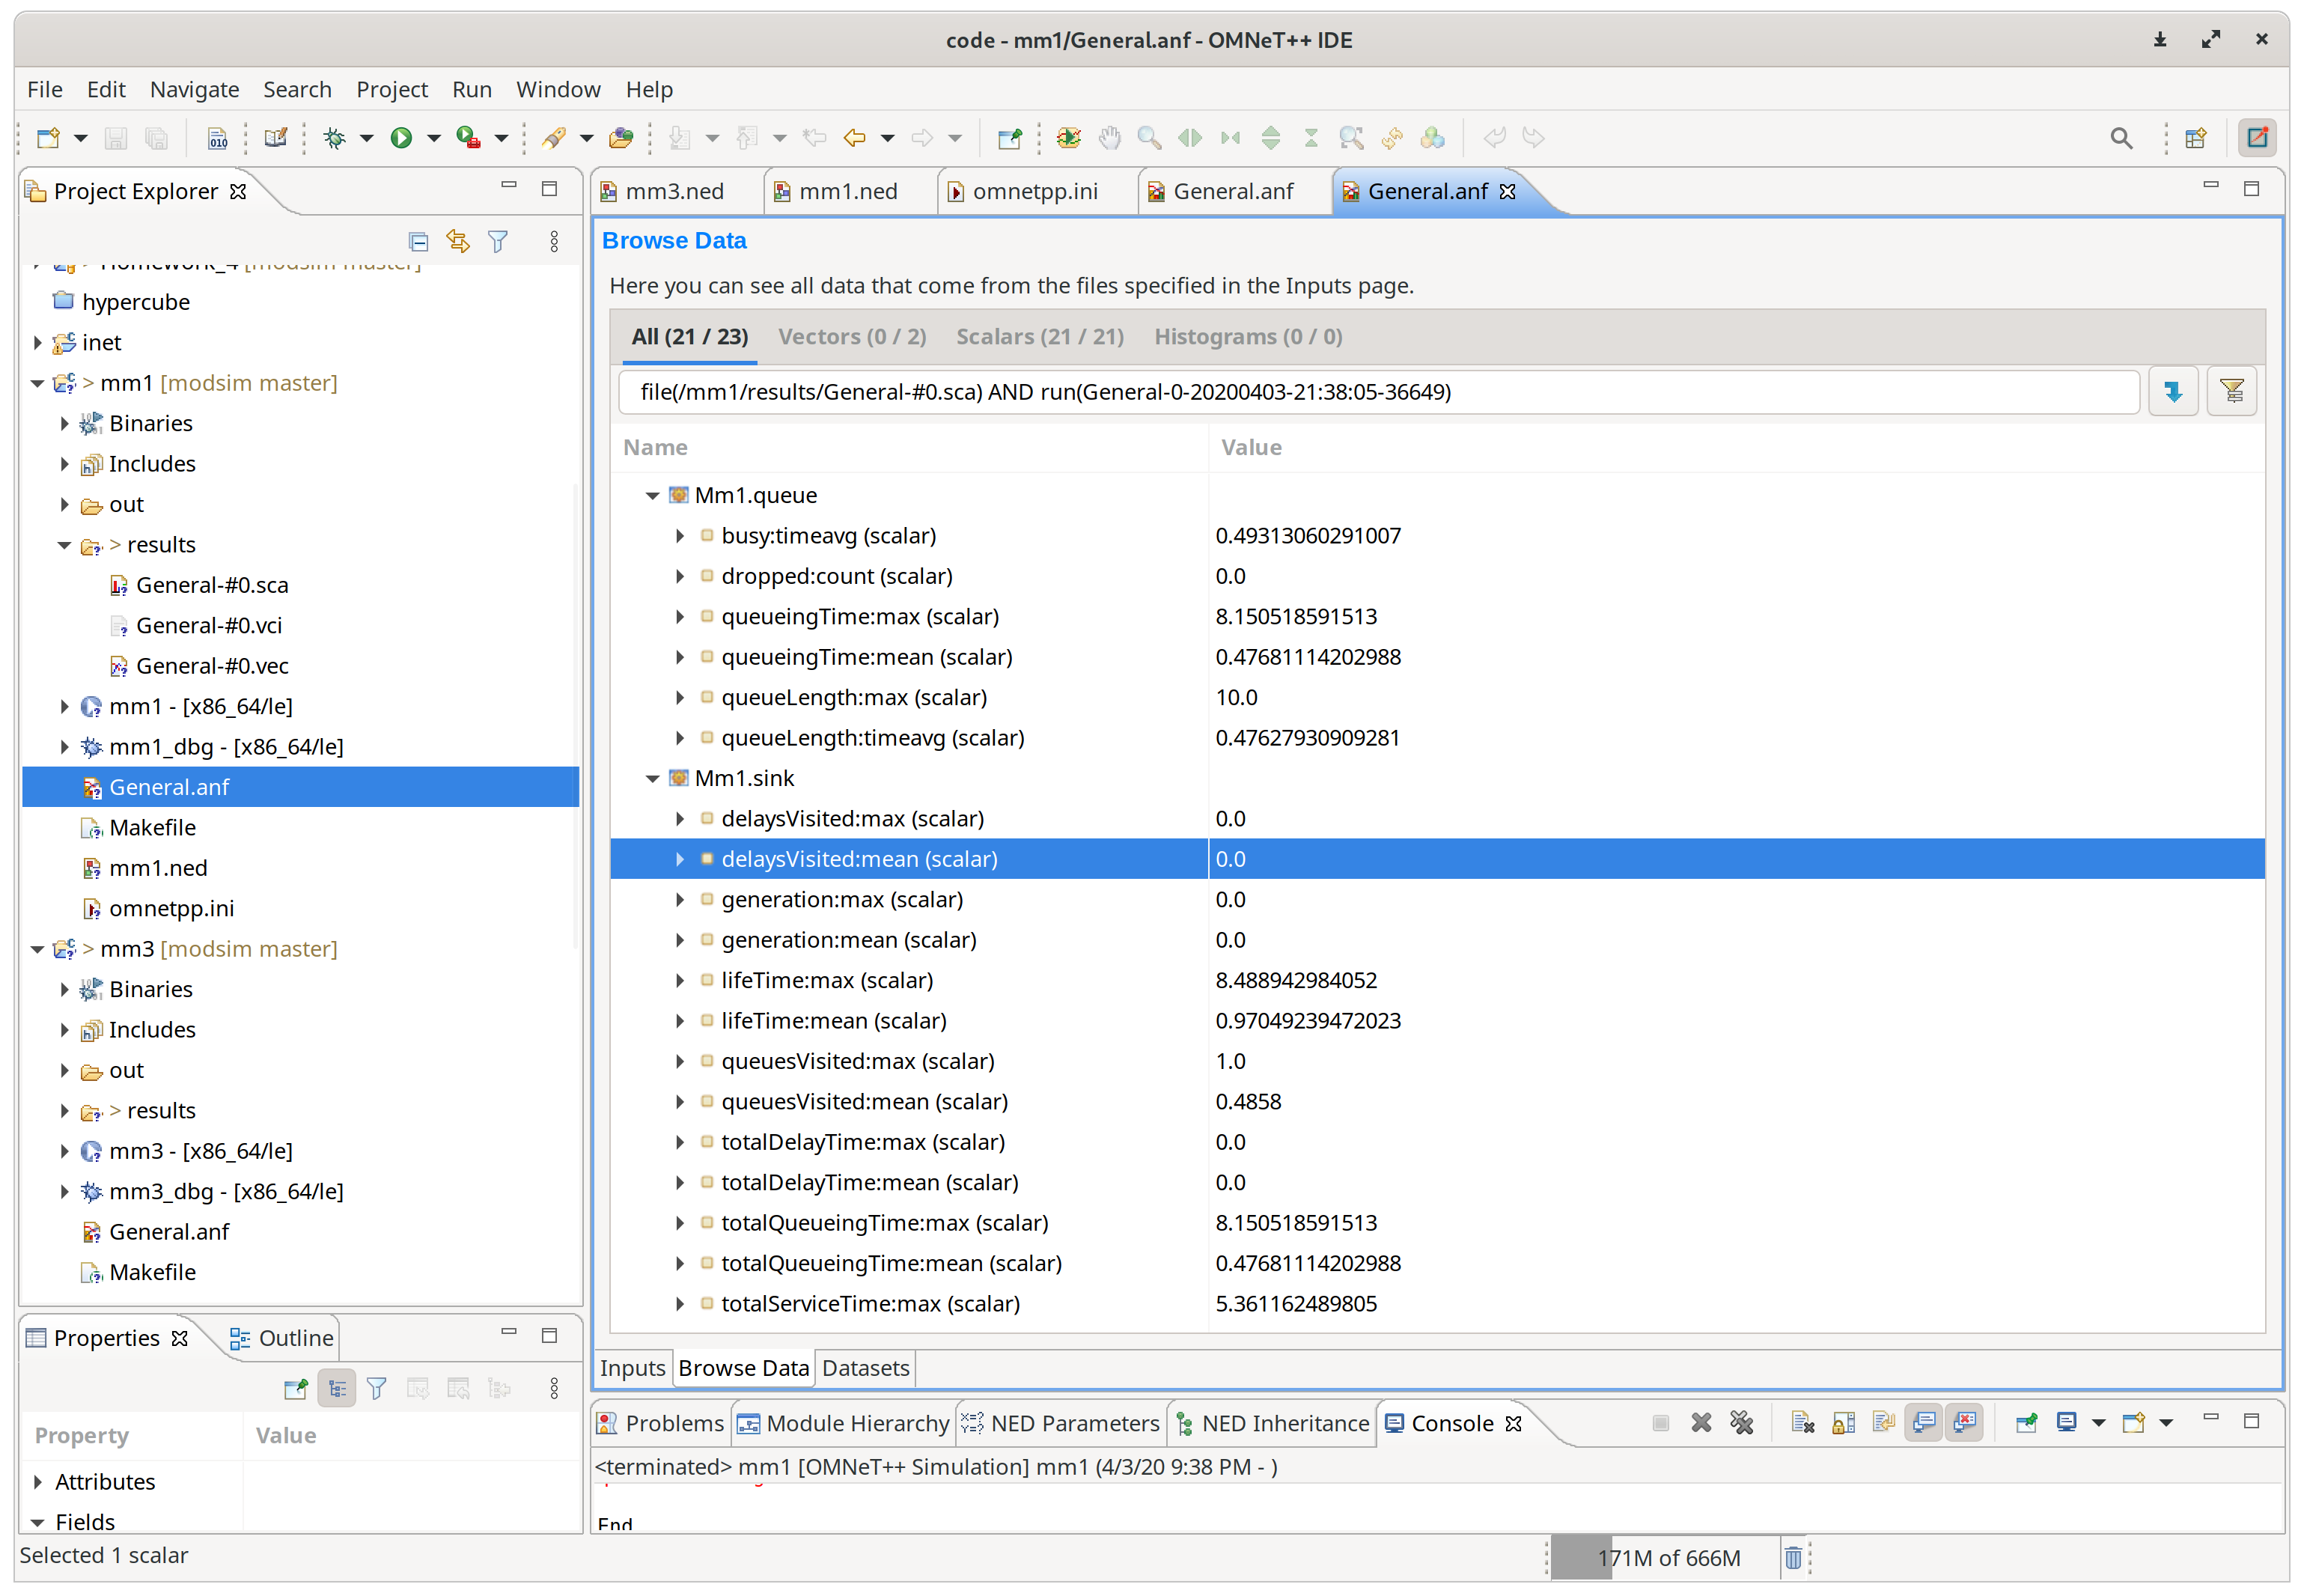 code - mm1/General.anf - OMNeT++ IDE
File Edit Navigate Search Project Run Window Help
Project Explorer
Homework_4 [modsim master]
hypercube
inet
> mm1 [modsim master]
Binaries
Includes
out
> results
General-#0.sca
General-#0.vci
General-#0.vec
mm1 - [x86_64/le]
mm1_dbg - [x86_64/le]
General.anf
Makefile
mm1.ned
omnetpp.ini
> mm3 [modsim master]
Binaries
Includes
out
> results
mm3 - [x86_64/le]
mm3_dbg - [x86_64/le]
General.anf
Makefile
Properties Outline
Property Value
Attributes
Fields
mm3.ned mm1.ned omnetpp.ini General.anf General.anf
Browse Data
Here you can see all data that come from the files specified in the Inputs page.
All (21 / 23) Vectors (0 / 2) Scalars (21 / 21) Histograms (0 / 0)
file(/mm1/results/General-#0.sca) AND run(General-0-20200403-21:38:05-36649)
Name Value
Mm1.queue
busy:timeavg (scalar) 0.49313060291007
dropped:count (scalar) 0.0
queueingTime:max (scalar) 8.150518591513
queueingTime:mean (scalar) 0.47681114202988
queueLength:max (scalar) 10.0
queueLength:timeavg (scalar) 0.47627930909281
Mm1.sink
delaysVisited:max (scalar) 0.0
delaysVisited:mean (scalar) 0.0
generation:max (scalar) 0.0
generation:mean (scalar) 0.0
lifeTime:max (scalar) 8.488942984052
lifeTime:mean (scalar) 0.97049239472023
queuesVisited:max (scalar) 1.0
queuesVisited:mean (scalar) 0.4858
totalDelayTime:max (scalar) 0.0
totalDelayTime:mean (scalar) 0.0
totalQueueingTime:max (scalar) 8.150518591513
totalQueueingTime:mean (scalar) 0.47681114202988
totalServiceTime:max (scalar) 5.361162489805
Inputs Browse Data Datasets
Problems Module Hierarchy NED Parameters NED Inheritance Console
<terminated> mm1 [OMNeT++ Simulation] mm1 (4/3/20 9:38 PM - )
End
Selected 1 scalar
171M of 666M